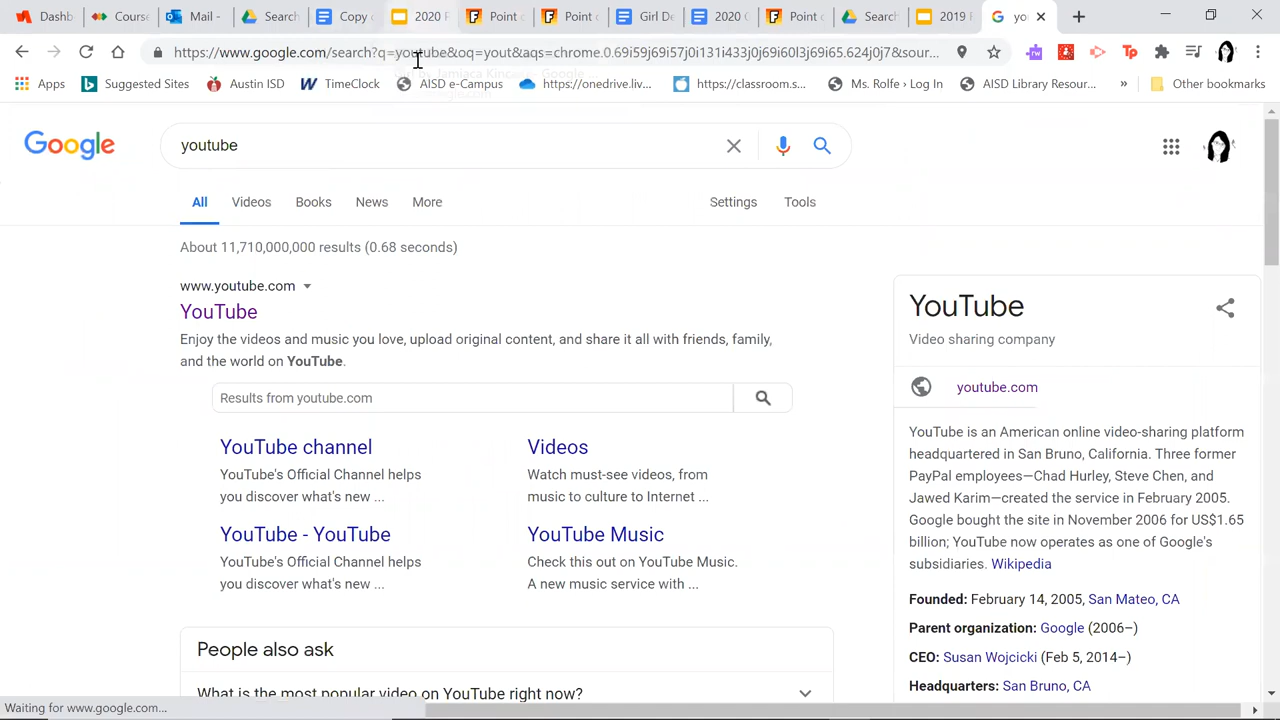 Dashb
Course
Mail -
Search
Copy
2020 F
Point c
Point c
Girl De
202
Point c
Search
2019
yo
https://www.google.com/search?q=youtube&oq=yout&aqs=chrome.0.69i59j69i57j0i131i433j0j69i60l3j69i65.624j0j7&sour...
Apps
Suggested Sites
Austin ISD
TimeClock
AISD e-Campus
https://onedrive.liv...
https://classroom.s...
Ms. Rolfe › Log In
AISD Library Resour...
»
Other bookmarks
Google
youtube
All
Videos
Books
News
More
Settings
Tools
About 11,710,000,000 results (0.68 seconds)
www.youtube.com
YouTube
Enjoy the videos and music you love, upload original content, and share it all with friends, family,
and the world on YouTube.
Results from youtube.com
YouTube channel
YouTube's Official Channel helps
you discover what's new ...
Videos
Watch must-see videos, from
music to culture to Internet ...
YouTube - YouTube
YouTube's Official Channel helps
you discover what's new ...
YouTube Music
Check this out on YouTube Music.
A new music service with ...
People also ask
What is the most popular video on YouTube right now?
YouTube
Video sharing company
youtube.com
YouTube is an American online video-sharing platform
headquartered in San Bruno, California. Three former
PayPal employees—Chad Hurley, Steve Chen, and
Jawed Karim—created the service in February 2005.
Google bought the site in November 2006 for US$1.65
billion; YouTube now operates as one of Google's
subsidiaries. Wikipedia
Founded: February 14, 2005, San Mateo, CA
Parent organization: Google (2006–)
CEO: Susan Wojcicki (Feb 5, 2014–)
Headquarters: San Bruno, CA
Waiting for www.google.com...